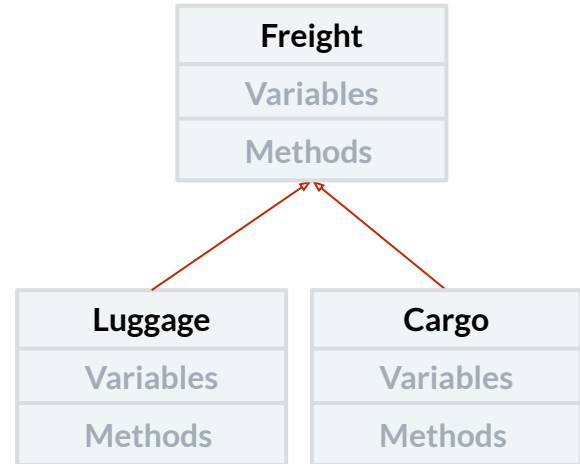 Freight
Variables
Methods
Luggage
Variables
Methods
Cargo
Variables
Methods